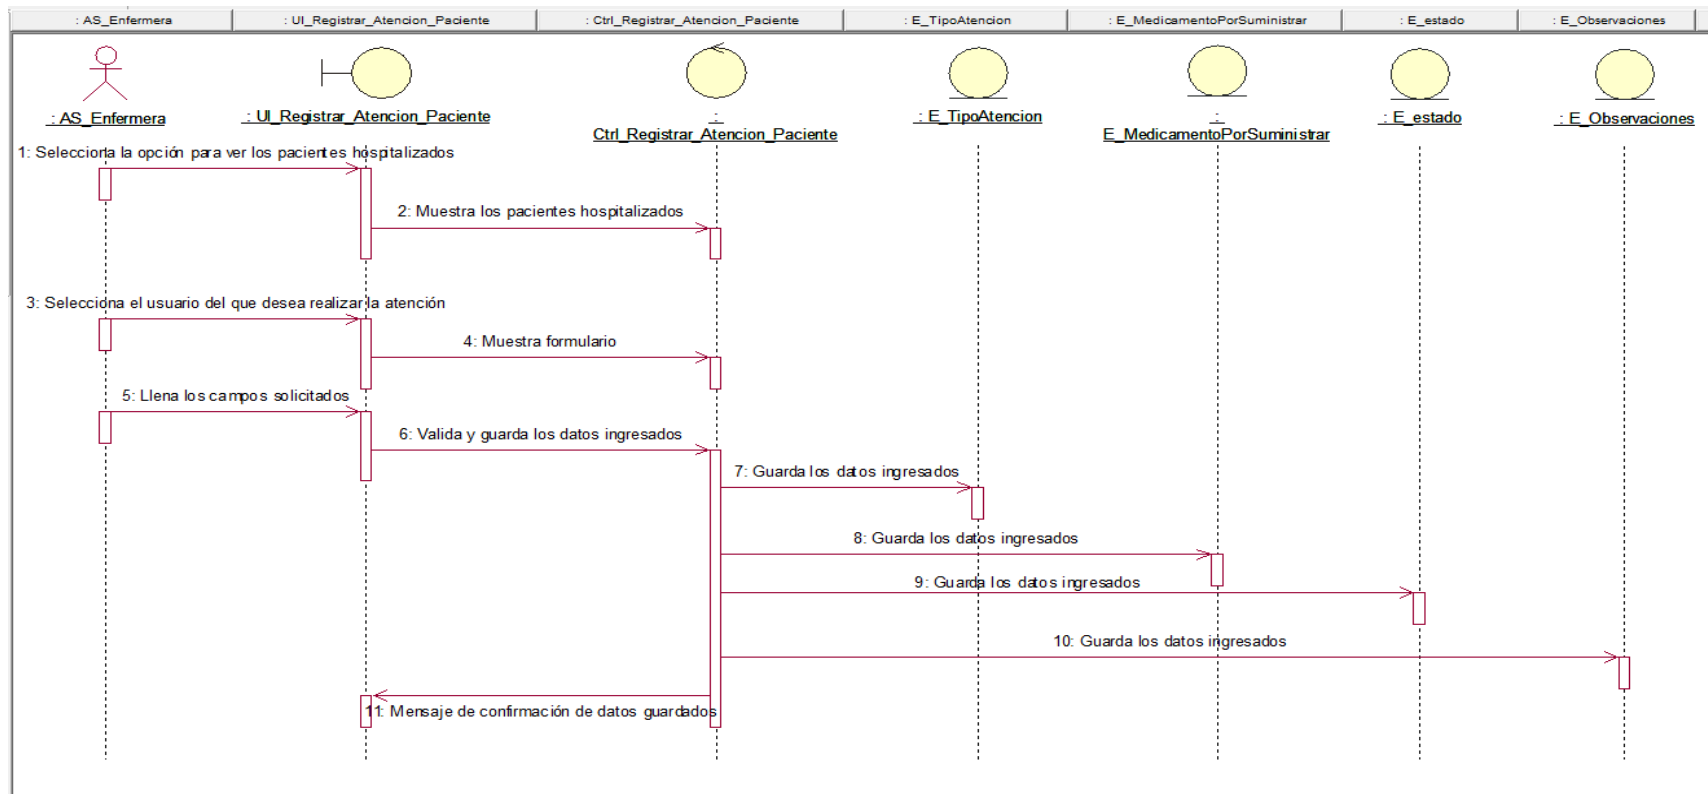 : AS_Enfermera
: UI_Registrar_Atencion_Paciente
: Ctrl_Registrar_Atencion_Paciente
: E_TipoAtencion
: E_MedicamentoPorSuministrar
: E_estado
: E_Observaciones
: AS_Enfermera
: UI_Registrar_Atencion_Paciente
:
Ctrl_Registrar_Atencion_Paciente
: E_TipoAtencion
:
E_MedicamentoPorSuministrar
: E_estado
: E_Observaciones
1: Selecciona la opción para ver los pacientes hospitalizados
2: Muestra los pacientes hospitalizados
3: Selecciona el usuario del que desea realizar la atención
4: Muestra formulario
5: Llena los campos solicitados
6: Valida y guarda los datos ingresados
7: Guarda los datos ingresados
8: Guarda los datos ingresados
9: Guarda los datos ingresados
10: Guarda los datos ingresados
11: Mensaje de confirmación de datos guardados